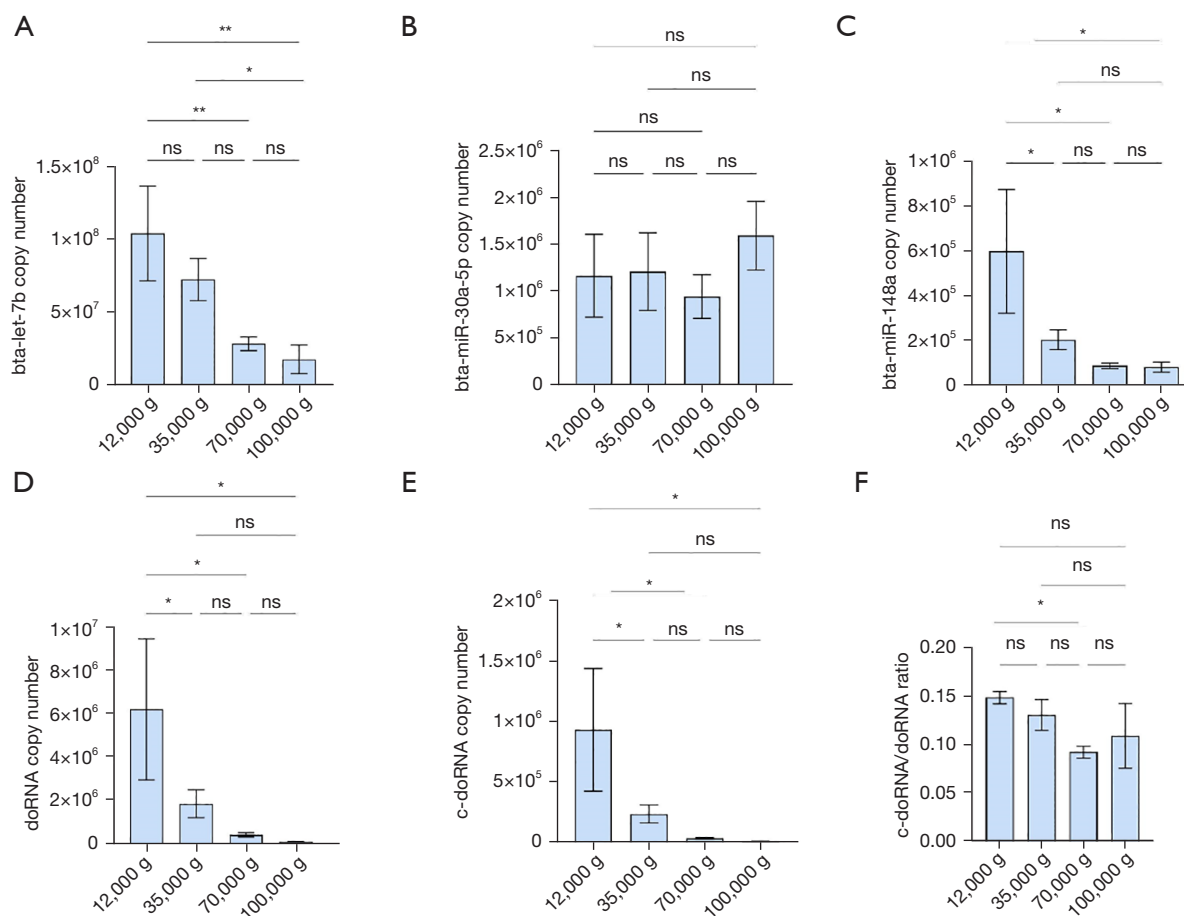 A
**
*
**
ns ns ns
1.5×10⁸
1×10⁸
5×10⁷
0
bta-let-7b copy number
12,000 g
35,000 g
70,000 g
100,000 g
B
ns
ns
ns
ns ns ns
2.5×10⁶
2×10⁶
1.5×10⁶
1×10⁶
5×10⁵
0
bta-miR-30a-5p copy number
12,000 g
35,000 g
70,000 g
100,000 g
C
*
ns
*
* ns ns
1×10⁶
8×10⁵
6×10⁵
4×10⁵
2×10⁵
0
bta-miR-148a copy number
12,000 g
35,000 g
70,000 g
100,000 g
D
*
ns
*
* ns ns
1×10⁷
8×10⁶
6×10⁶
4×10⁶
2×10⁶
0
doRNA copy number
12,000 g
35,000 g
70,000 g
100,000 g
E
*
ns
*
* ns ns
2×10⁶
1.5×10⁶
1×10⁶
5×10⁵
0
c-doRNA copy number
12,000 g
35,000 g
70,000 g
100,000 g
F
ns
ns
*
ns ns ns
0.20
0.15
0.10
0.05
0.00
c-doRNA/doRNA ratio
12,000 g
35,000 g
70,000 g
100,000 g